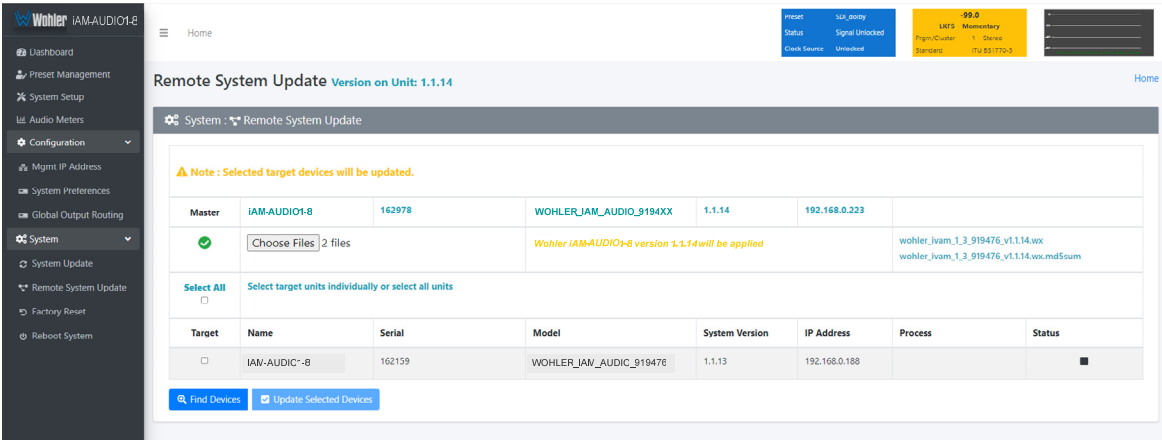 Wohler iAM-AUDIO1-8
Dashboard
Preset Management
System Setup
Audio Meters
Configuration
Mgmt IP Address
System Preferences
Global Output Routing
System
System Update
Remote System Update
Factory Reset
Reboot System
Home
Preset SDI_dolby
Status Signal Unlocked
Clock Source Unlocked
-99.0
LKFS Momentary
Prgm/Cluster 1 Stereo
Standard ITU BS1770-3
Remote System Update Version on Unit: 1.1.14
Home
System : Remote System Update
Note : Selected target devices will be updated.
Master iAM-AUDIO1-8 162978 WOHLER_IAM_AUDIO_9194XX 1.1.14 192.168.0.223
Choose Files 2 files Wohler iAM-AUDIO1-8 version 1.1.14 will be applied wohler_ivam_1_3_919476_v1.1.14.wx
wohler_ivam_1_3_919476_v1.1.14.wx.md5sum
Select All Select target units individually or select all units
Target Name Serial Model System Version IP Address Process Status
IAM-AUDIO1-8 162159 WOHLER_IAM_AUDIO_919476 1.1.13 192.168.0.188
Find Devices Update Selected Devices